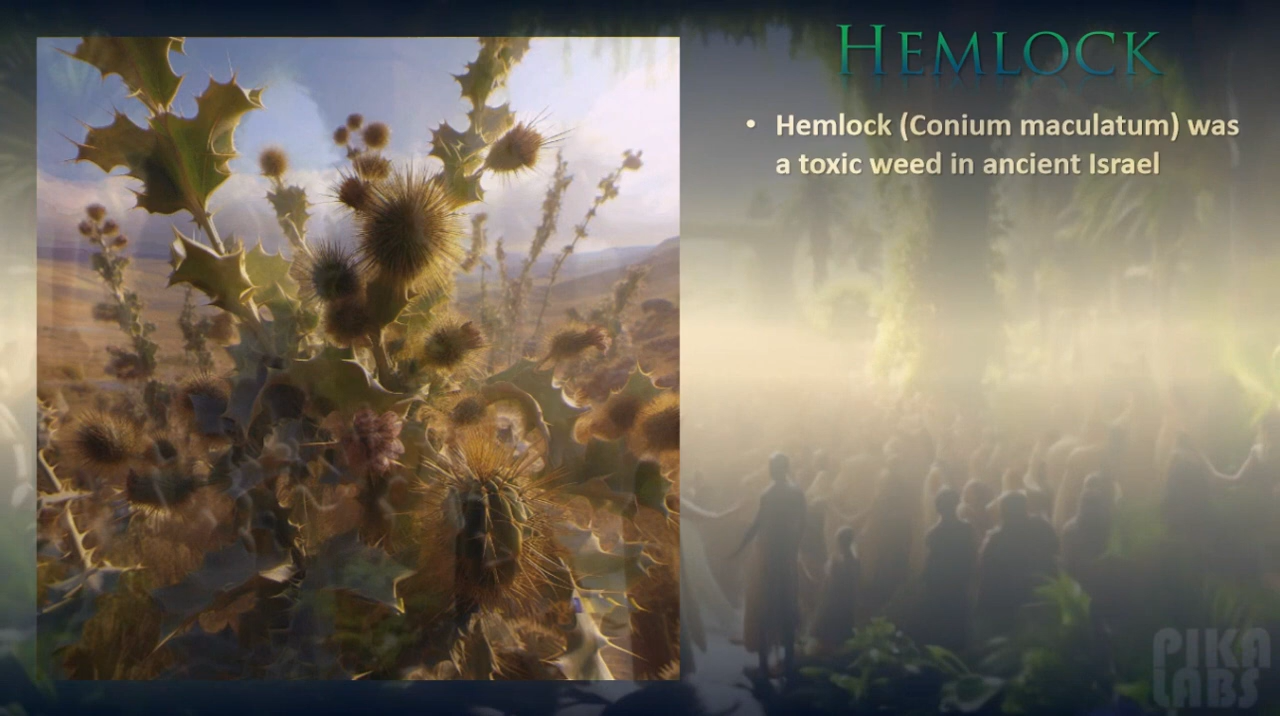 HEMLOCK
• Hemlock (Conium maculatum) was
a toxic weed in ancient Israel
PIKA
LABS